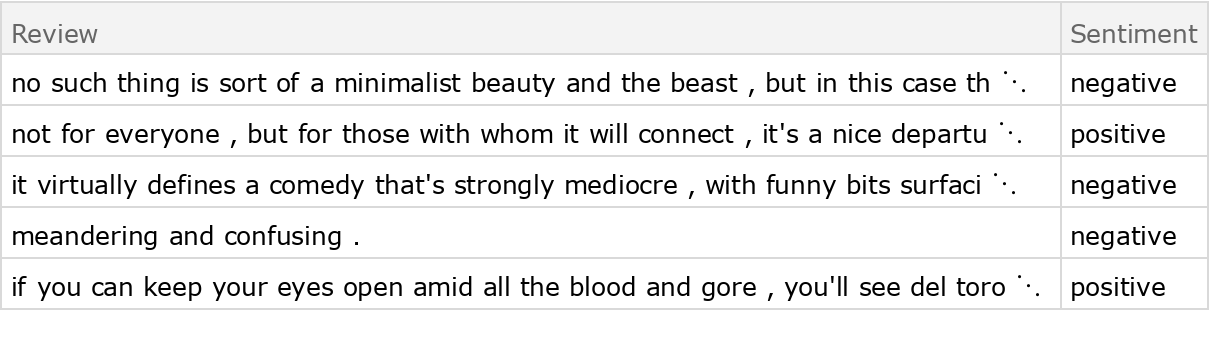 Review Sentiment
no such thing is sort of a minimalist beauty and the beast , but in this case th ⋱ negative
not for everyone , but for those with whom it will connect , it's a nice departu ⋱ positive
it virtually defines a comedy that's strongly mediocre , with funny bits surfaci ⋱ negative
meandering and confusing . negative
if you can keep your eyes open amid all the blood and gore , you'll see del toro ⋱ positive